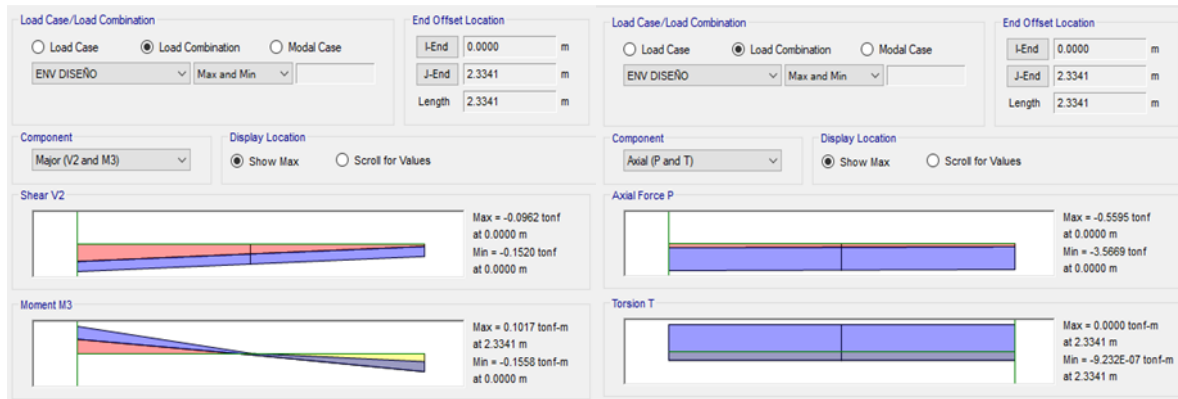 Load Case/Load Combination
Load Case Load Combination Modal Case
ENV DISEÑO Max and Min
End Offset Location
I-End 0.0000 m
J-End 2.3341 m
Length 2.3341 m
Component
Major (V2 and M3)
Display Location
Show Max Scroll for Values
Shear V2
Max = -0.0962 tonf
at 0.0000 m
Min = -0.1520 tonf
at 0.0000 m
Moment M3
Max = 0.1017 tonf-m
at 2.3341 m
Min = -0.1558 tonf-m
at 0.0000 m
Load Case/Load Combination
Load Case Load Combination Modal Case
ENV DISEÑO Max and Min
End Offset Location
I-End 0.0000 m
J-End 2.3341 m
Length 2.3341 m
Component
Axial (P and T)
Display Location
Show Max Scroll for Values
Axial Force P
Max = -0.5595 tonf
at 0.0000 m
Min = -3.5669 tonf
at 0.0000 m
Torsion T
Max = 0.0000 tonf-m
at 2.3341 m
Min = -9.232E-07 tonf-m
at 2.3341 m